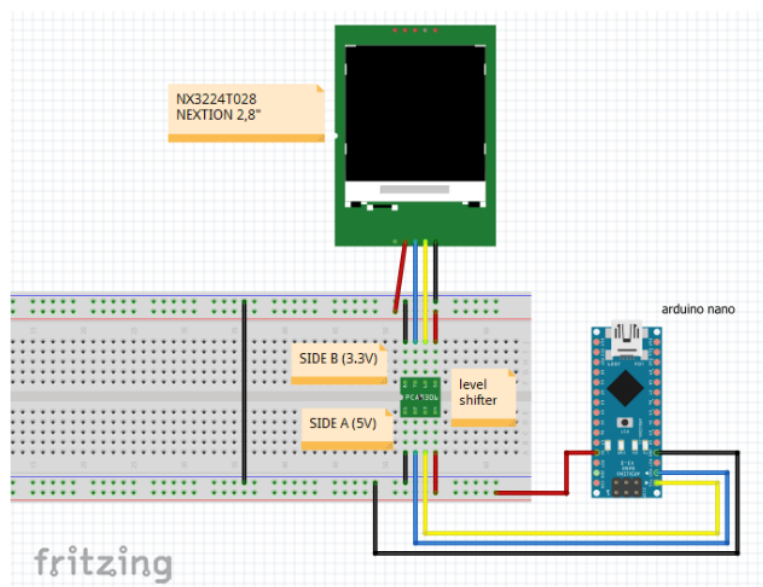 NX3224T028
NEXTION 2,8"
arduino nano
SIDE B (3.3V)
level
shifter
SIDE A (5V)
fritzing